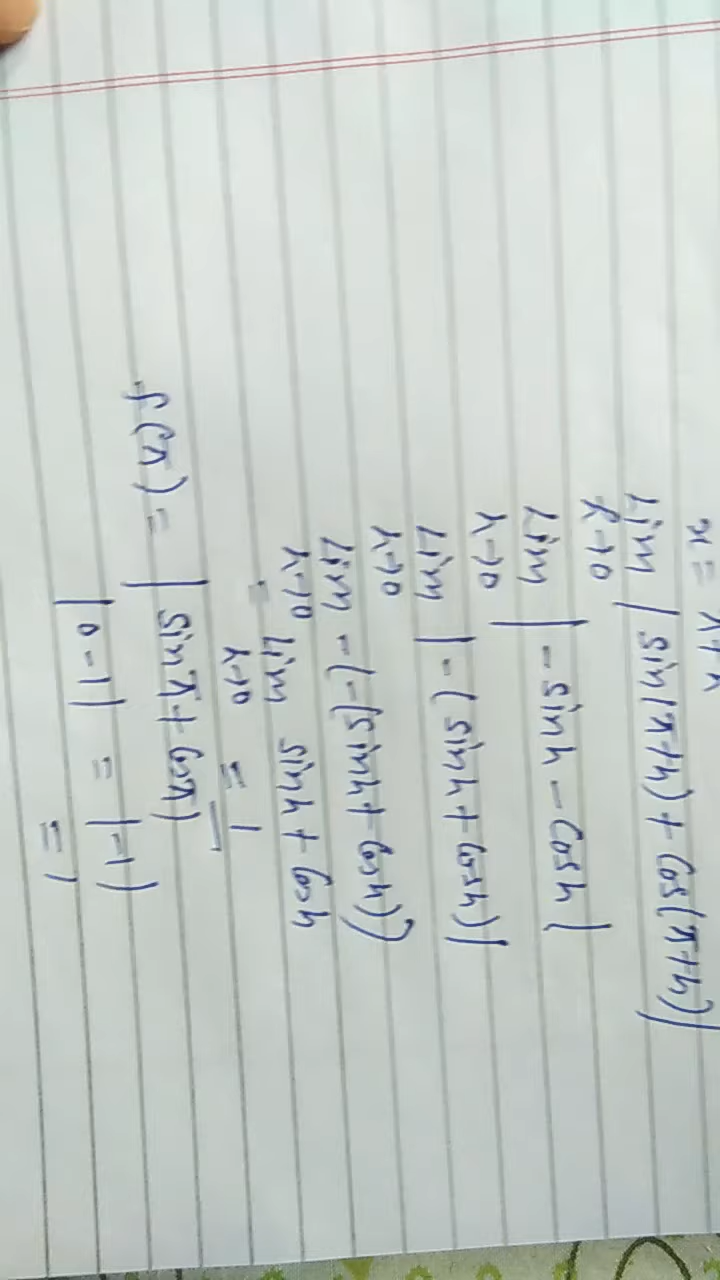 x = π+h
Lim | sin(π+h) + Cos(π+h)|
h→0
Lim | - sinh - Cosh |
h→0
Lim | - (sinh + Cosh)|
h→0
Lim - (-(sinh + Cosh))
h→0
= Lim sinh + Cosh
h→0
= 1
f(π) = | sinπ + Cosπ)
|0-1| = |-1)
= 1